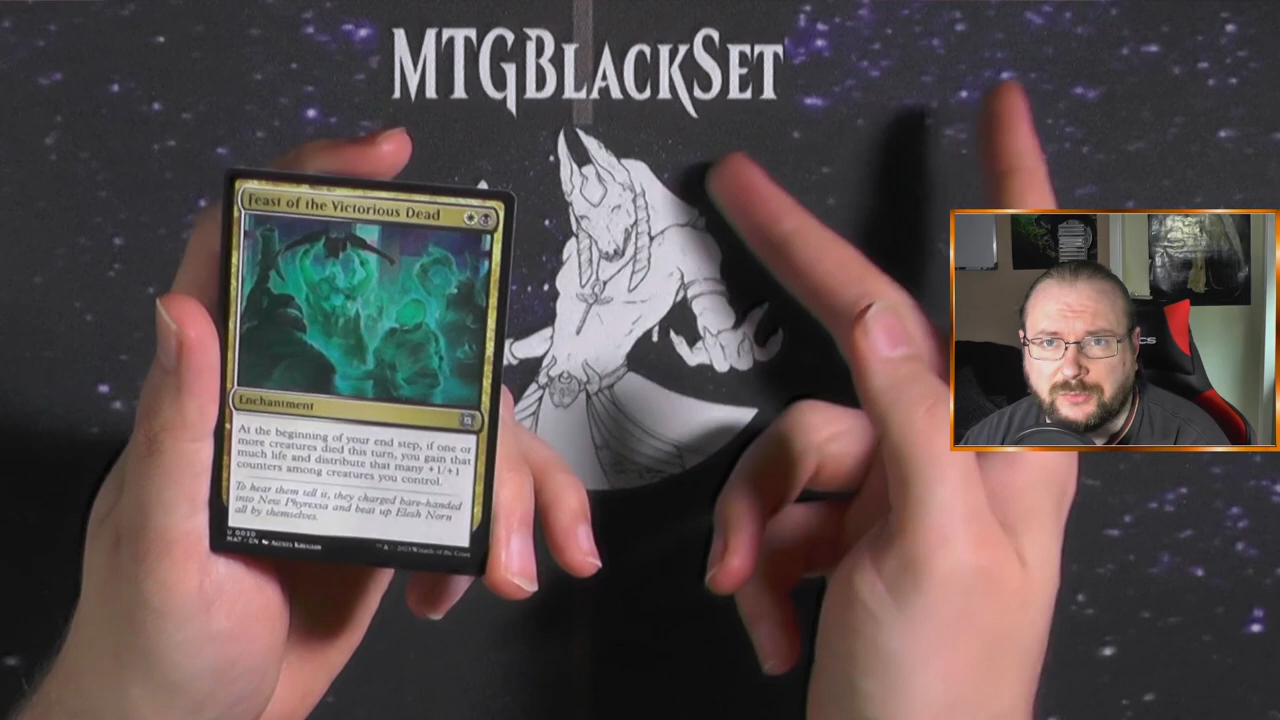 MTGBLACKSET
Feast of the Victorious Dead
Enchantment
At the beginning of your end step, if one or
more creatures died this turn, you gain that
much life and distribute that many +1/+1
counters among creatures you control.
To hear them tell it, they charged bare-handed
into New Phyrexia and beat up Elesh Norn
all by themselves.
U 0030
MAT • EN
2023 Wizards of the Coast
CS